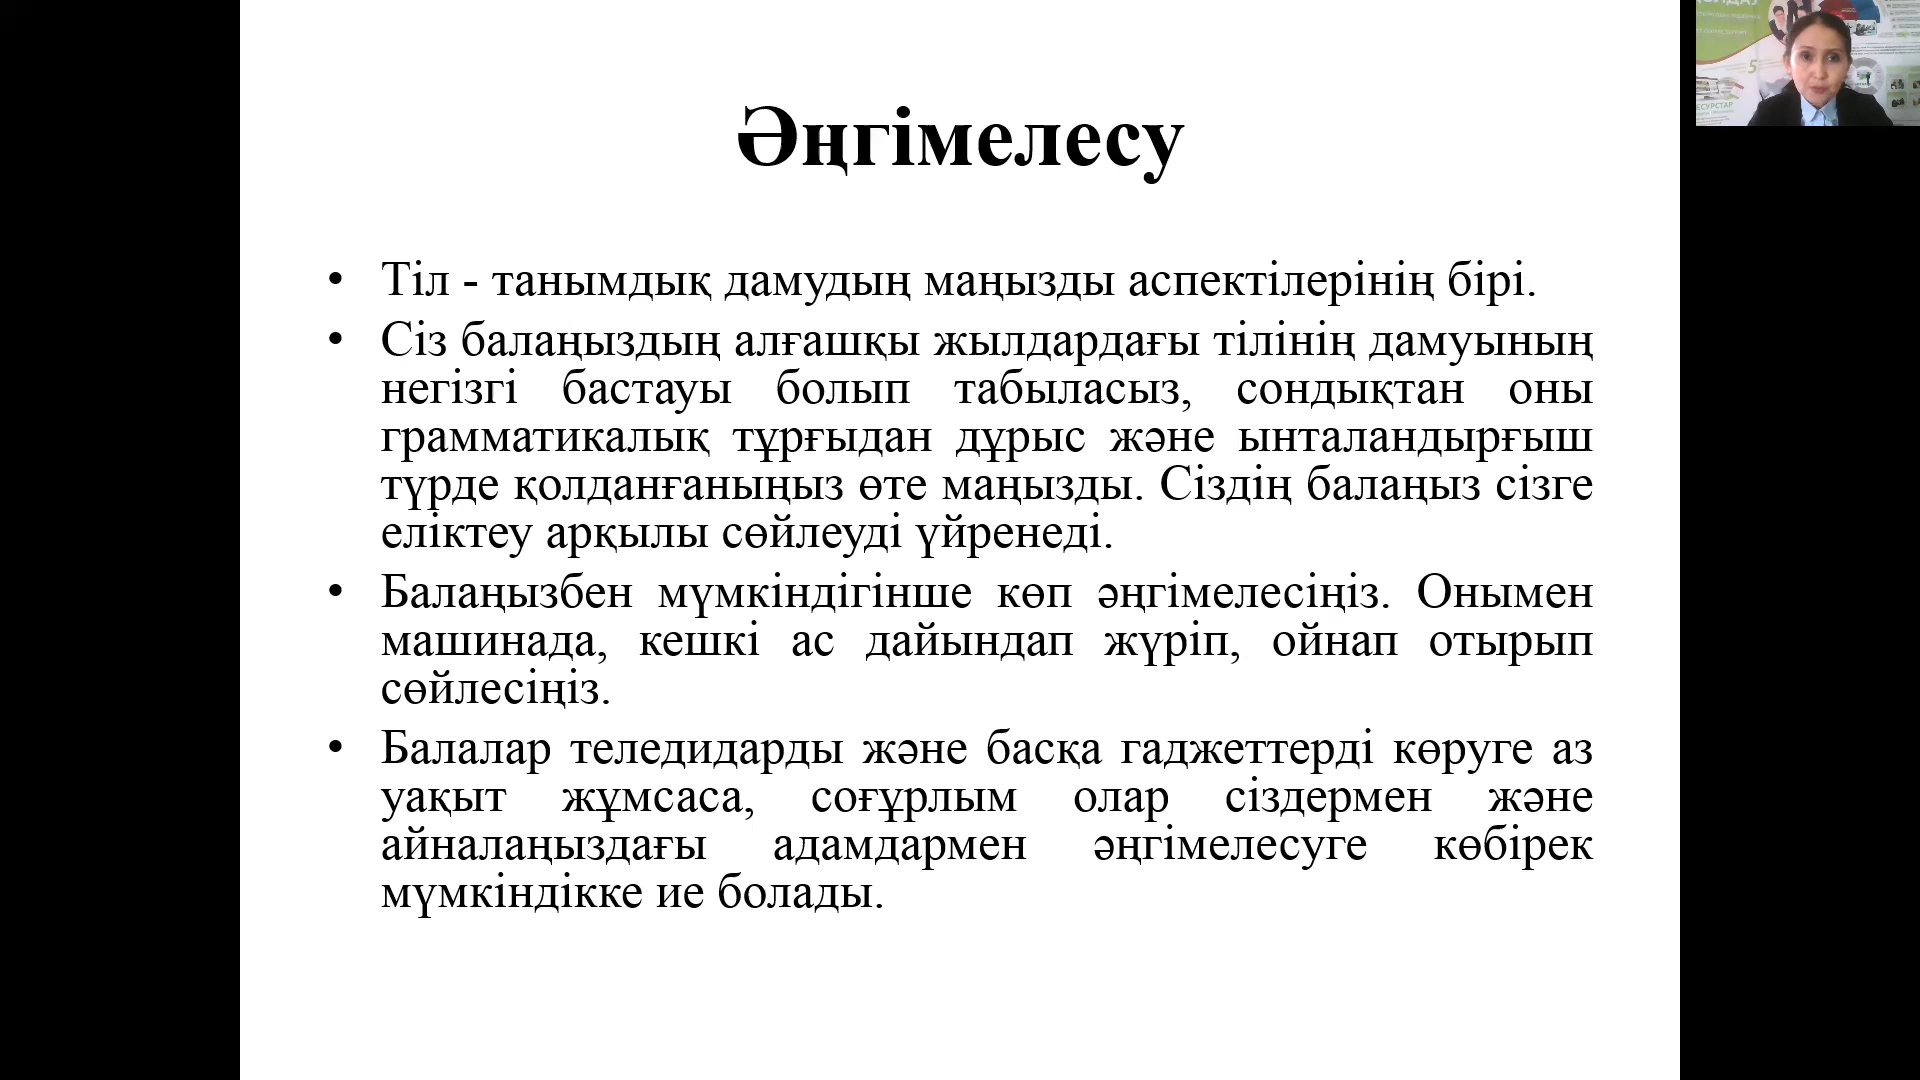 Әңгімелесу
• Тіл - танымдық дамудың маңызды аспектілерінің бірі.
• Сіз балаңыздың алғашқы жылдардағы тілінің дамуының
негізгі бастауы болып табыласыз, сондықтан оны
грамматикалық тұрғыдан дұрыс және ынталандырғыш
түрде қолданғаныңыз өте маңызды. Сіздің балаңыз сізге
еліктеу арқылы сөйлеуді үйренеді.
• Балаңызбен мүмкіндігінше көп әңгімелесіңіз. Онымен
машинада, кешкі ас дайындап жүріп, ойнап отырып
сөйлесіңіз.
• Балалар теледидарды және басқа гаджеттерді көруге аз
уақыт жұмсаса, соғұрлым олар сіздермен және
айналаңыздағы адамдармен әңгімелесуге көбірек
мүмкіндікке ие болады.
5